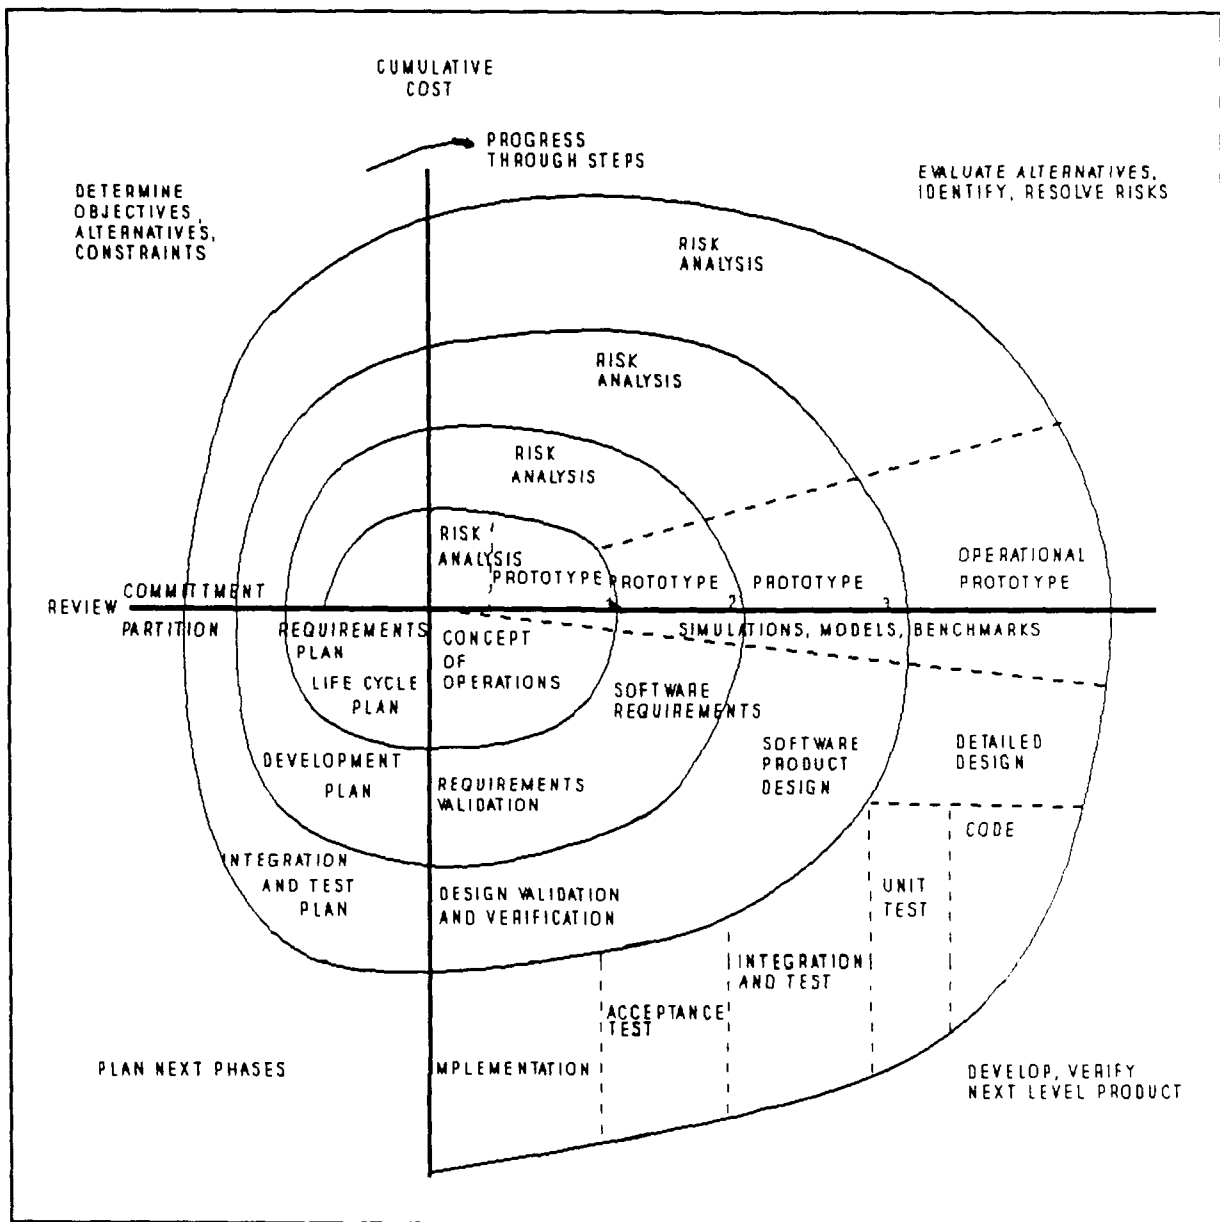 CUMULATIVE
COST
PROGRESS
THROUGH STEPS
DETERMINE
OBJECTIVES,
ALTERNATIVES,
CONSTRAINTS
EVALUATE ALTERNATIVES,
IDENTIFY, RESOLVE RISKS
RISK
ANALYSIS
RISK
ANALYSIS
RISK
ANALYSIS
RISK
ANALYSIS
PROTOTYPE
PROTOTYPE
2
PROTOTYPE
3
OPERATIONAL
PROTOTYPE
REVIEW
COMMITTMENT
PARTITION
REQUIREMENTS
PLAN
LIFE CYCLE
PLAN
CONCEPT
OF
OPERATIONS
SIMULATIONS, MODELS, BENCHMARKS
SOFTWARE
REQUIREMENTS
SOFTWARE
PRODUCT
DESIGN
DETAILED
DESIGN
DEVELOPMENT
PLAN
REQUIREMENTS
VALIDATION
CODE
UNIT
TEST
INTEGRATION
AND TEST
PLAN
DESIGN VALIDATION
AND VERIFICATION
INTEGRATION
AND TEST
ACCEPTANCE
TEST
IMPLEMENTATION
PLAN NEXT PHASES
DEVELOP, VERIFY
NEXT LEVEL PRODUCT